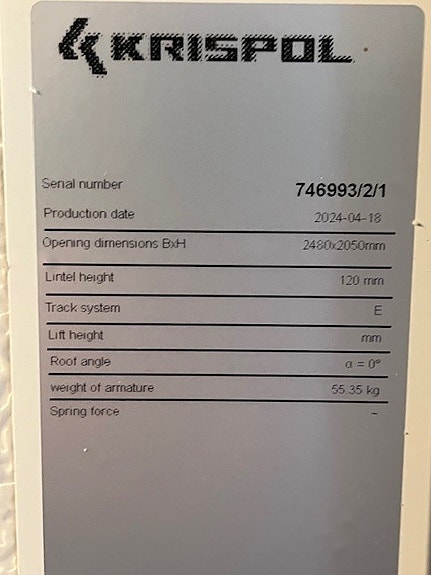 KRISPOL
Serial number 746993/2/1
Production date 2024-04-18
Opening dimensions BxH 2480x2050mm
Lintel height 120 mm
Track system E
Lift height mm
Roof angle α = 0°
weight of armature 55.35 kg
Spring force -